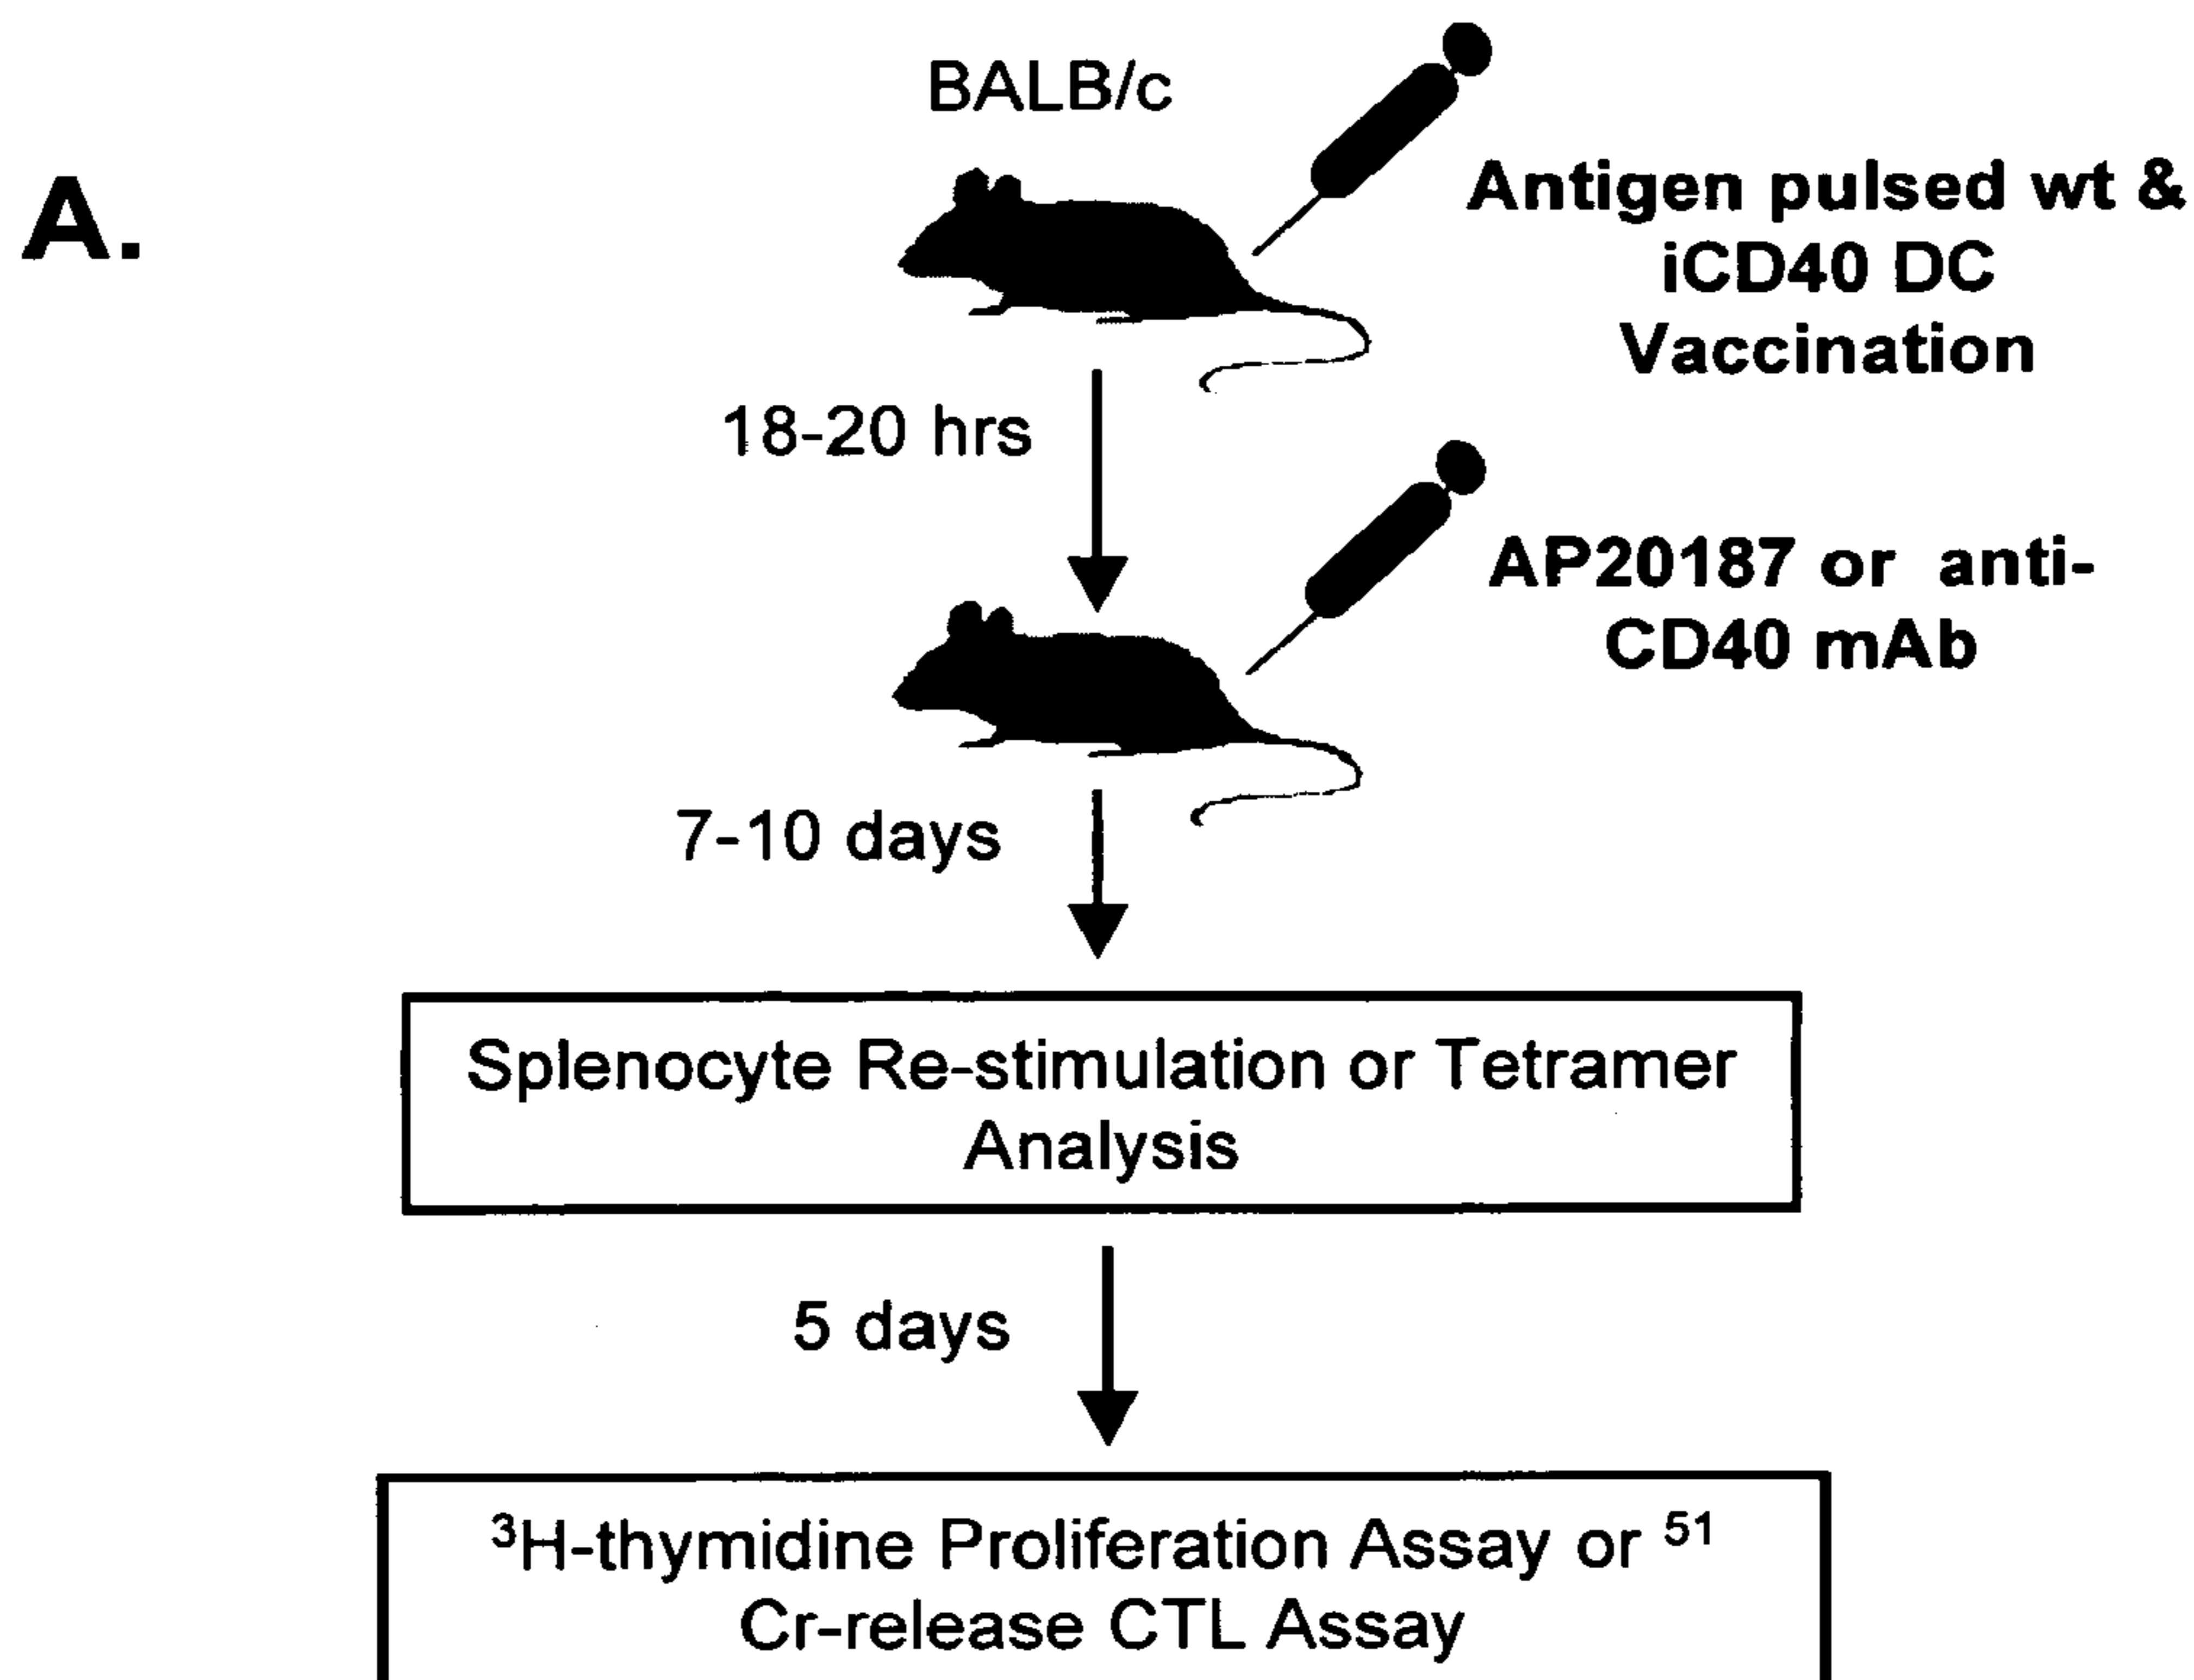 A.
BALB/c
Antigen pulsed wt &
iCD40 DC
Vaccination
18-20 hrs
AP20187 or anti-
CD40 mAb
7-10 days
Splenocyte Re-stimulation or Tetramer
Analysis
5 days
³H-thymidine Proliferation Assay or ⁵¹
Cr-release CTL Assay